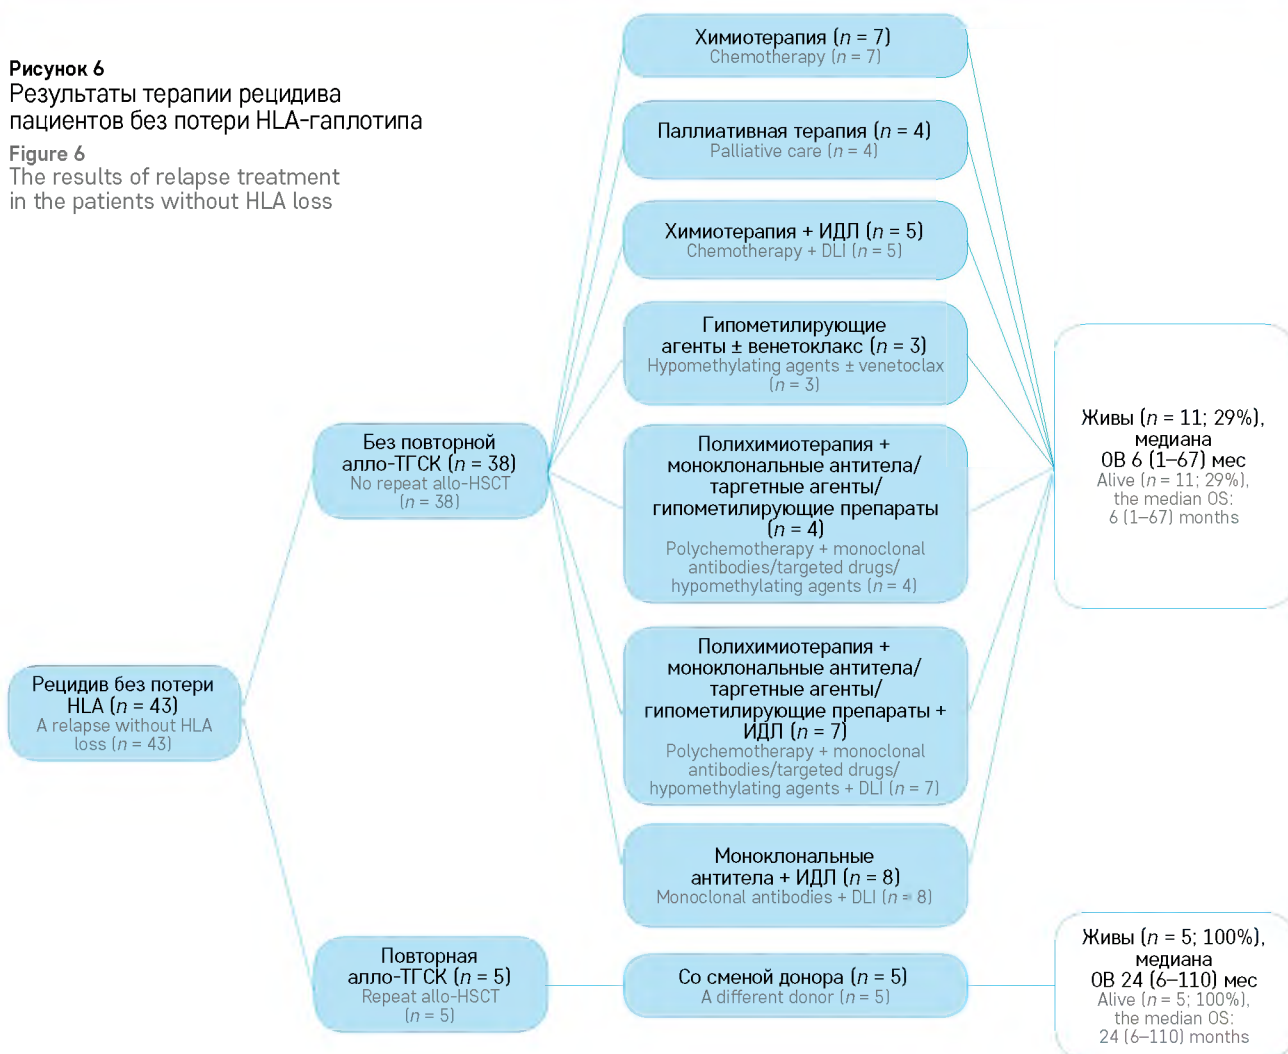 Рисунок 6
Результаты терапии рецидива
пациентов без потери HLA-гаплотипа
Figure 6
The results of relapse treatment
in the patients without HLA loss
Рецидив без потери
HLA (n = 43)
A relapse without HLA
loss (n = 43)
Без повторной
алло-ТГСК (n = 38)
No repeat allo-HSCT
(n = 38)
Химиотерапия (n = 7)
Chemotherapy (n = 7)
Паллиативная терапия (n = 4)
Palliative care (n = 4)
Химиотерапия + ИДЛ (n = 5)
Chemotherapy + DLI (n = 5)
Гипометилирующие
агенты ± венетоклакс (n = 3)
Hypomethylating agents ± venetoclax
(n = 3)
Полихимиотерапия +
моноклональные антитела/
таргетные агенты/
гипометилирующие препараты
(n = 4)
Polychemotherapy + monoclonal
antibodies/targeted drugs/
hypomethylating agents (n = 4)
Полихимиотерапия +
моноклональные антитела/
таргетные агенты/
гипометилирующие препараты +
ИДЛ (n = 7)
Polychemotherapy + monoclonal
antibodies/targeted drugs/
hypomethylating agents + DLI (n = 7)
Моноклональные
антитела + ИДЛ (n = 8)
Monoclonal antibodies + DLI (n = 8)
Живы (n = 11; 29%),
медиана
ОВ 6 (1–67) мес
Alive (n = 11; 29%),
the median OS:
6 (1–67) months
Повторная
алло-ТГСК (n = 5)
Repeat allo-HSCT
(n = 5)
Со сменой донора (n = 5)
A different donor (n = 5)
Живы (n = 5; 100%),
медиана
ОВ 24 (6–110) мес
Alive (n = 5; 100%),
the median OS:
24 (6–110) months